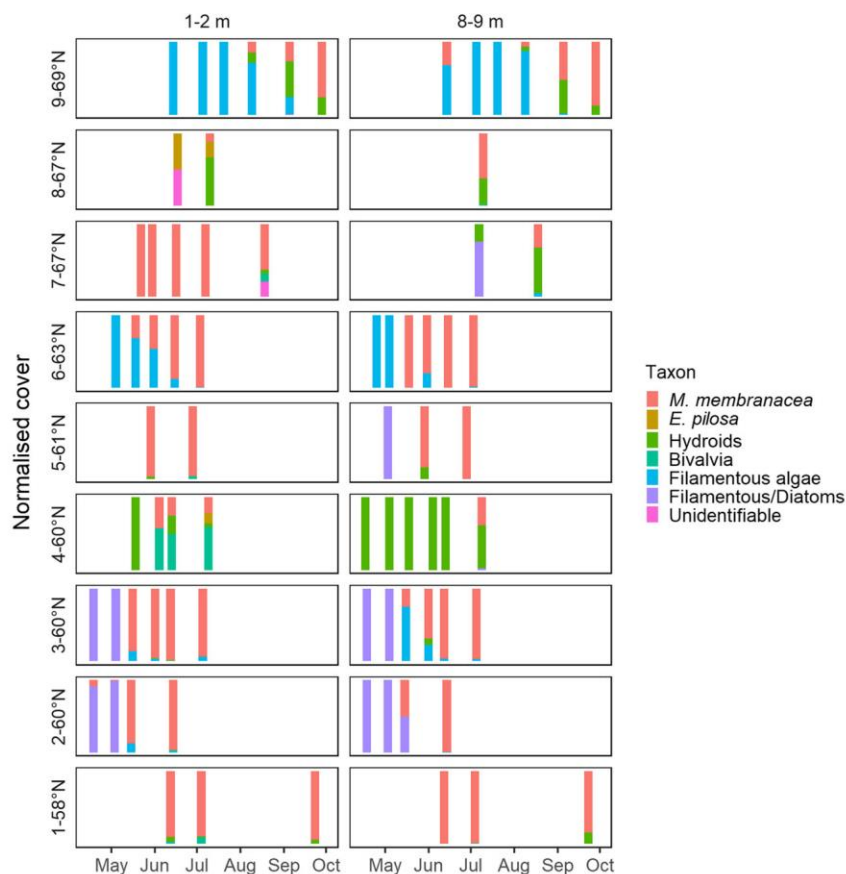 1-2 m
8-9 m
Normalised cover
9-69°N
8-67°N
7-67°N
6-63°N
5-61°N
4-60°N
3-60°N
2-60°N
1-58°N
Taxon
M. membranacea
E. pilosa
Hydroids
Bivalvia
Filamentous algae
Filamentous/Diatoms
Unidentifiable
May Jun Jul Aug Sep Oct
May Jun Jul Aug Sep Oct